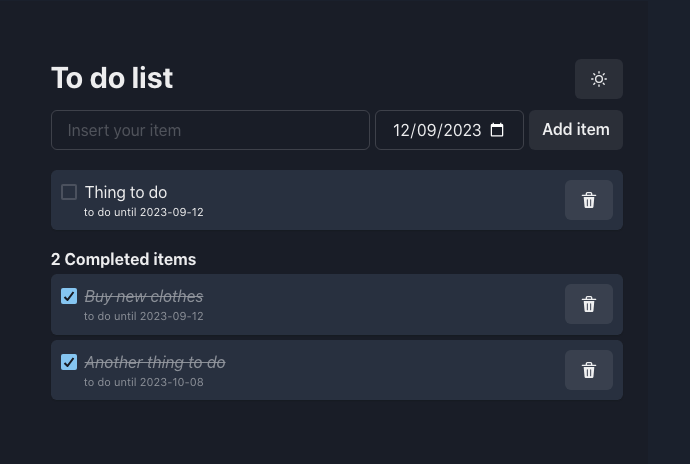 To do list
Insert your item
12/09/2023
Add item
Thing to do
to do until 2023-09-12
2 Completed items
Buy new clothes
to do until 2023-09-12
Another thing to do
to do until 2023-10-08